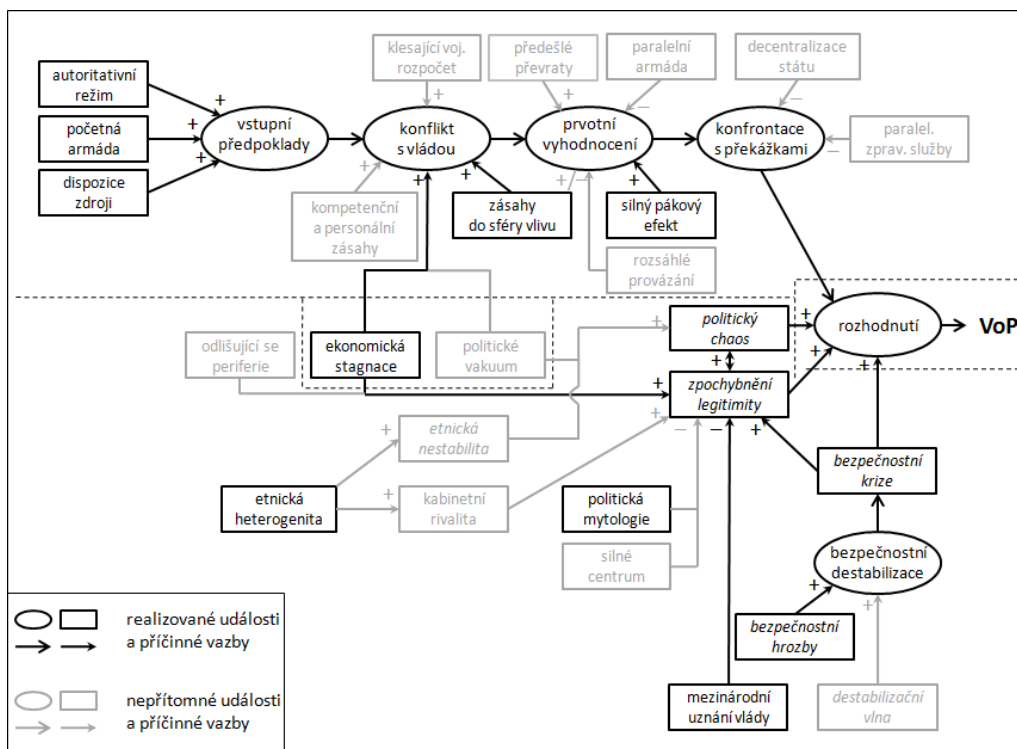 klesající voj.
rozpočet
předešlé
převraty
paralelní
armáda
decentralizace
státu
autoritativní
režim
+
+
+
–
–
početná
armáda
+
vstupní
předpoklady
konflikt
s vládou
prvotní
vyhodnocení
konfrontace
s překážkami
–
paralel.
zprav. služby
dispozice
zdroji
+
+
+
+
+
–
+
kompetenční
a personální
zásahy
zásahy
do sféry vlivu
silný pákový
efekt
rozsáhlé
provázání
odlišující se
periferie
ekonomická
stagnace
politické
vakuum
+
politický
chaos
+
rozhodnutí
VoP
+
+
+
+
zpochybnění
legitimity
+
–
–
+
etnická
nestabilita
+
bezpečnostní
krize
etnická
heterogenita
+
kabinetní
rivalita
politická
mytologie
silné
centrum
bezpečnostní
destabilizace
+
+
bezpečnostní
hrozby
mezinárodní
uznání vlády
destabilizační
vlna
realizované události
a příčinné vazby
nepřítomné události
a příčinné vazby